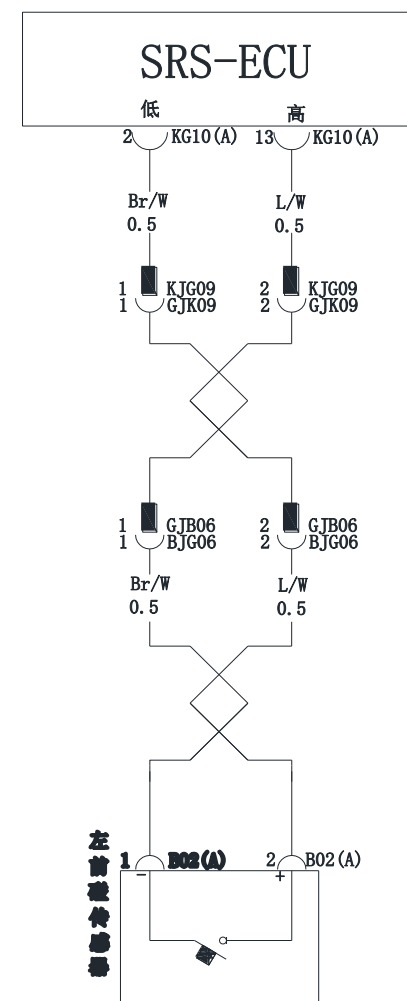 SRS-ECU
低 高
2 KG10(A) 13 KG10(A)
Br/W L/W
0.5 0.5
1 KJG09 2 KJG09
1 GJK09 2 GJK09
1 GJB06 2 GJB06
1 BJG06 2 BJG06
Br/W L/W
0.5 0.5
左前碰传感器
1 B02(A) 2 B02(A)
- +